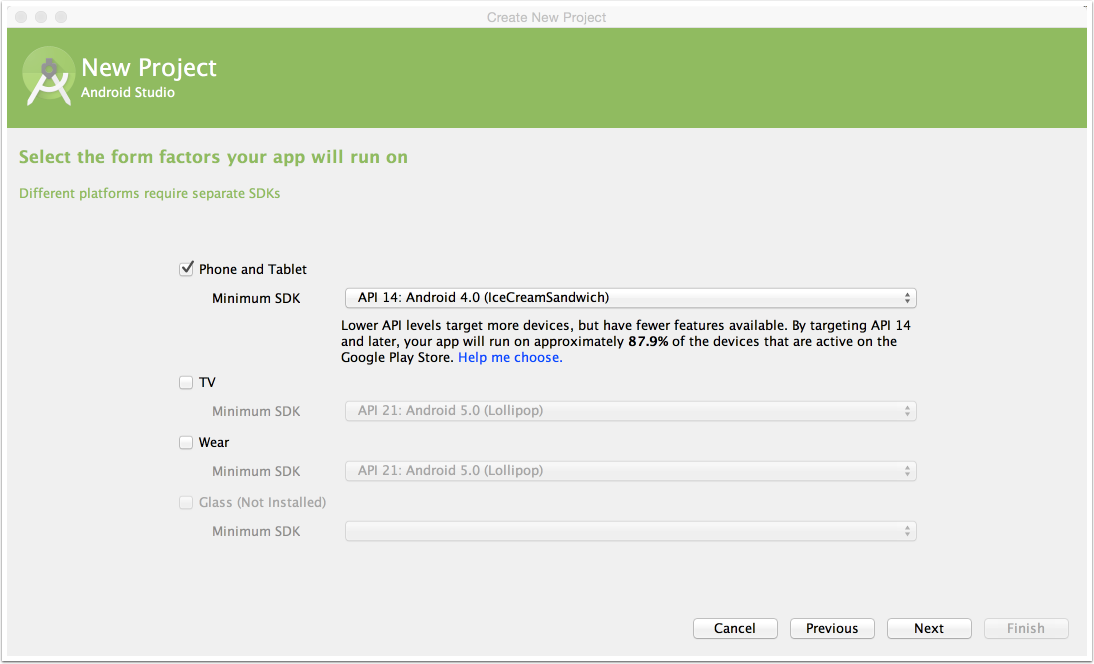 Create New Project
New Project
Android Studio
Select the form factors your app will run on
Different platforms require separate SDKs
Phone and Tablet
Minimum SDK API 14: Android 4.0 (IceCreamSandwich)
Lower API levels target more devices, but have fewer features available. By targeting API 14
and later, your app will run on approximately 87.9% of the devices that are active on the
Google Play Store. Help me choose.
TV
Minimum SDK API 21: Android 5.0 (Lollipop)
Wear
Minimum SDK API 21: Android 5.0 (Lollipop)
Glass (Not Installed)
Minimum SDK
Cancel Previous Next Finish